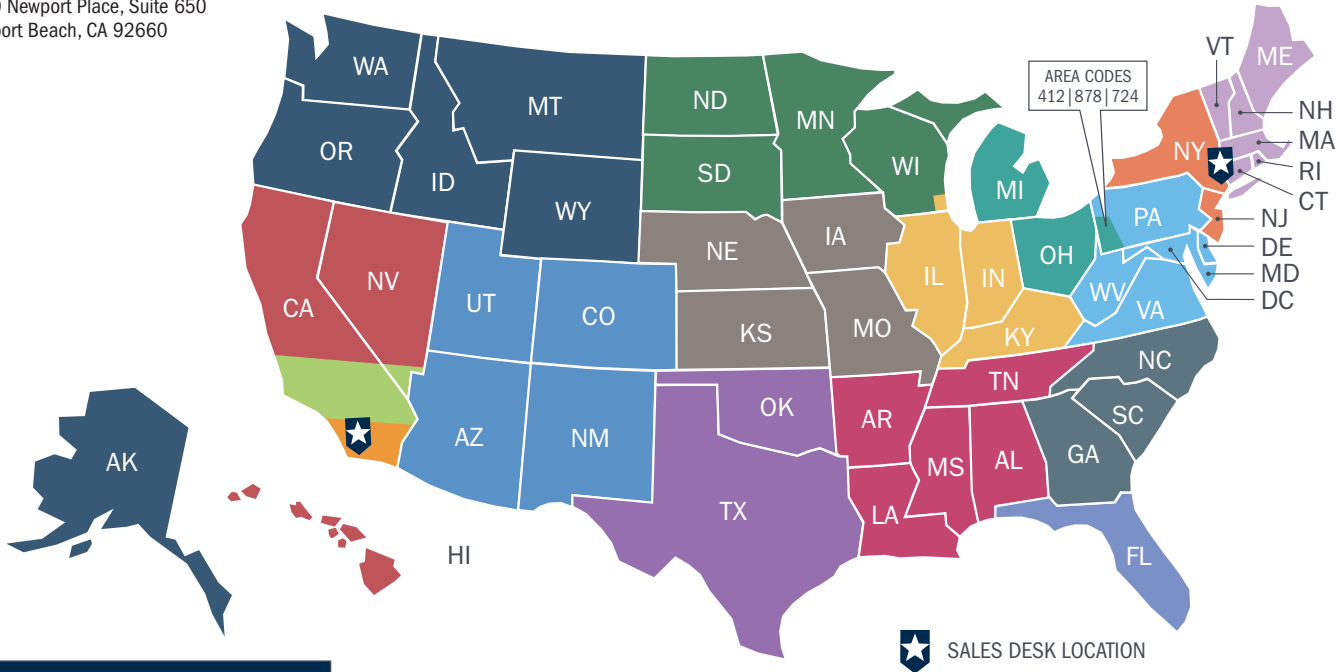 Newport Place, Suite 650
Beach, CA 92660
VT
ME
AREA CODES
412|878|724
WA
MT
ND
MN
NH
MA
OR
ID
SD
WI
MI
NY
RI
CT
WY
NE
IA
PA
NJ
DE
NV
UT
CO
IL
IN
OH
WV
MD
DC
CA
KS
MO
KY
VA
TN
NC
AZ
NM
OK
AR
MS
AL
GA
SC
AK
TX
LA
HI
FL
SALES DESK LOCATION